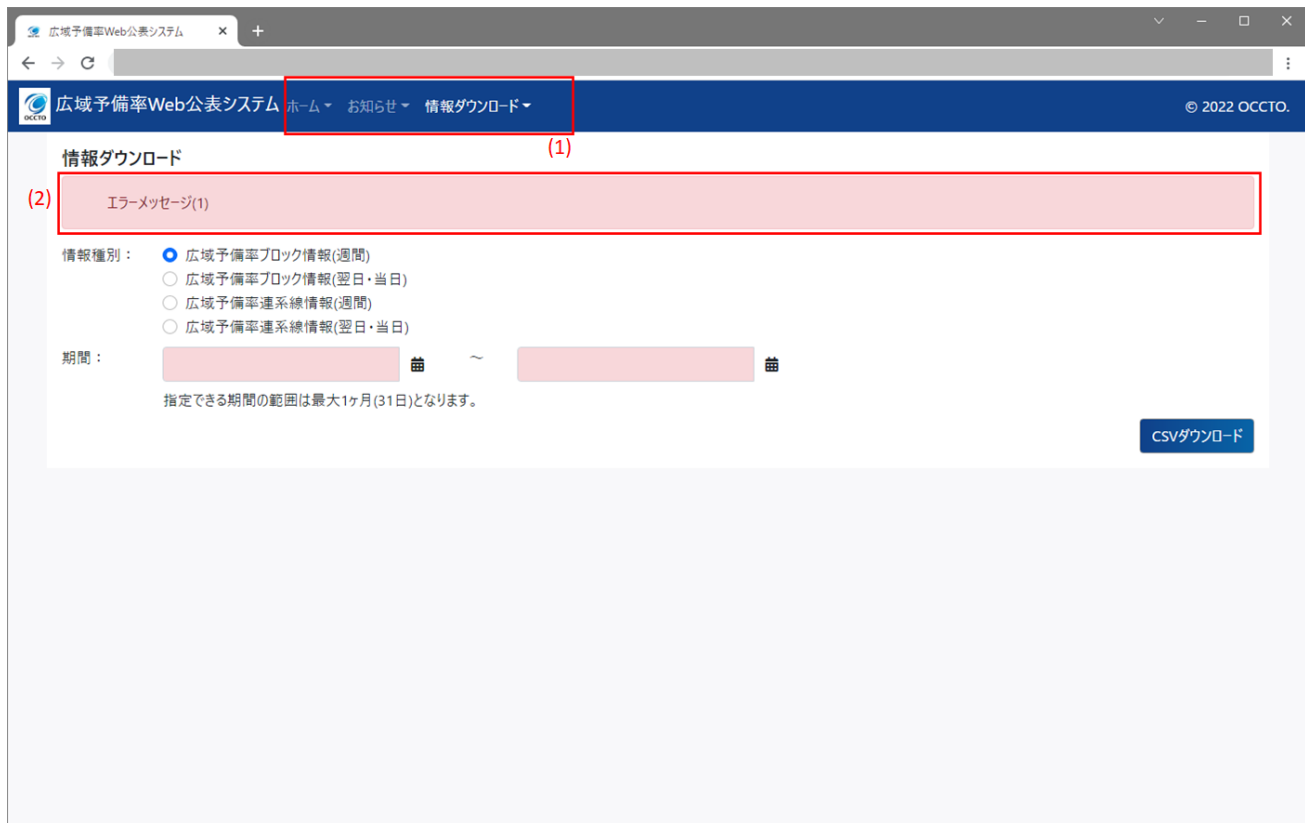 広域予備率Web公表システム
OCCTO 広域予備率Web公表システム ホーム お知らせ 情報ダウンロード © 2022 OCCTO.
(1)
情報ダウンロード
(2) エラーメッセージ(1)
情報種別： 広域予備率ブロック情報(週間)
広域予備率ブロック情報(翌日・当日)
広域予備率連系線情報(週間)
広域予備率連系線情報(翌日・当日)
期間： ～
指定できる期間の範囲は最大1ヶ月(31日)となります。
CSVダウンロード